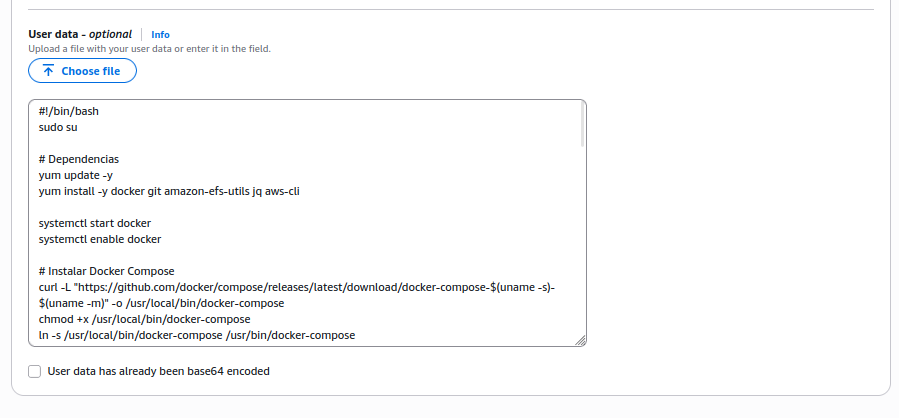 User data - optional | Info
Upload a file with your user data or enter it in the field.
Choose file
#!/bin/bash
sudo su
# Dependencias
yum update -y
yum install -y docker git amazon-efs-utils jq aws-cli
systemctl start docker
systemctl enable docker
# Instalar Docker Compose
curl -L "https://github.com/docker/compose/releases/latest/download/docker-compose-$(uname -s)-
$(uname -m)" -o /usr/local/bin/docker-compose
chmod +x /usr/local/bin/docker-compose
ln -s /usr/local/bin/docker-compose /usr/bin/docker-compose
User data has already been base64 encoded